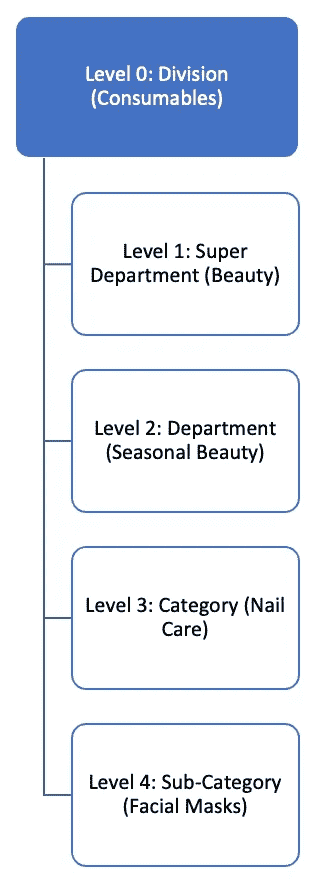 Level 0: Division
(Consumables)
Level 1: Super
Department (Beauty)
Level 2: Department
(Seasonal Beauty)
Level 3: Category (Nail
Care)
Level 4: Sub-Category
(Facial Masks)